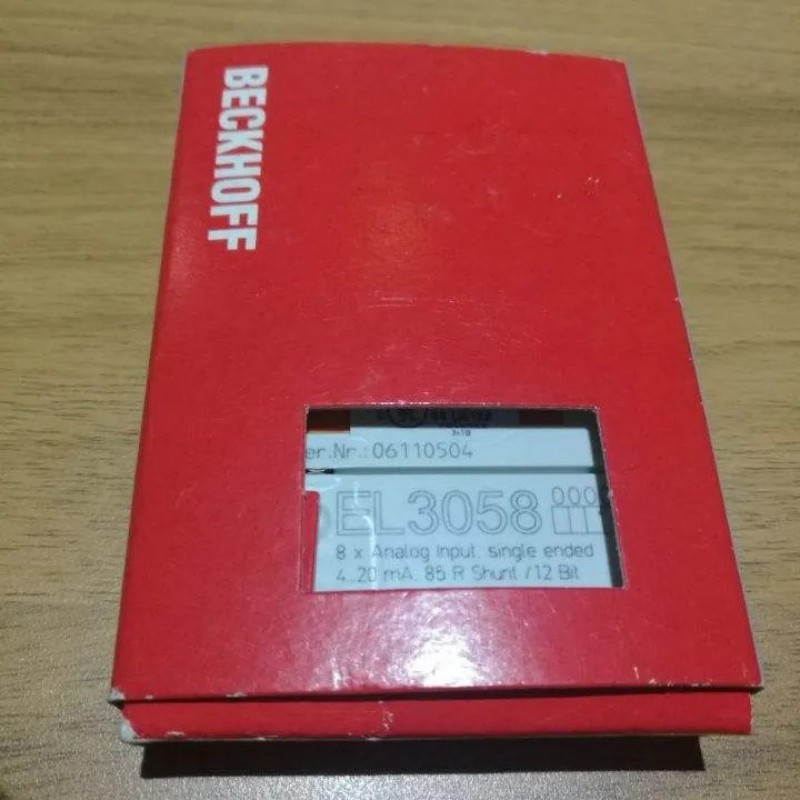 BECKHOFF
er.Nr.: 06110504
EL3058
8 x Analog Input, single ended
4..20 mA, 85 R Shunt /12 Bit